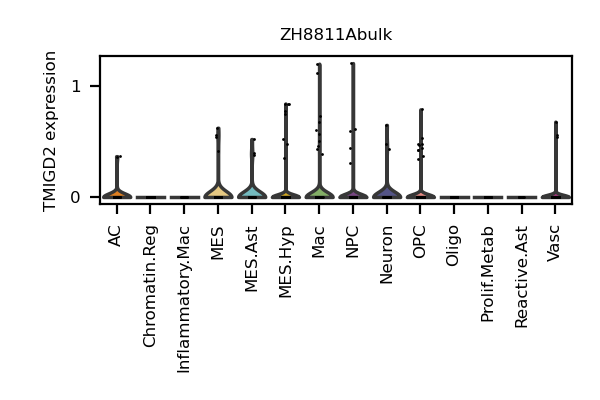 ZH8811Abulk
TMIGD2 expression
1
0
AC
Chromatin.Reg
Inflammatory.Mac
MES
MES.Ast
MES.Hyp
Mac
NPC
Neuron
OPC
Oligo
Prolif.Metab
Reactive.Ast
Vasc